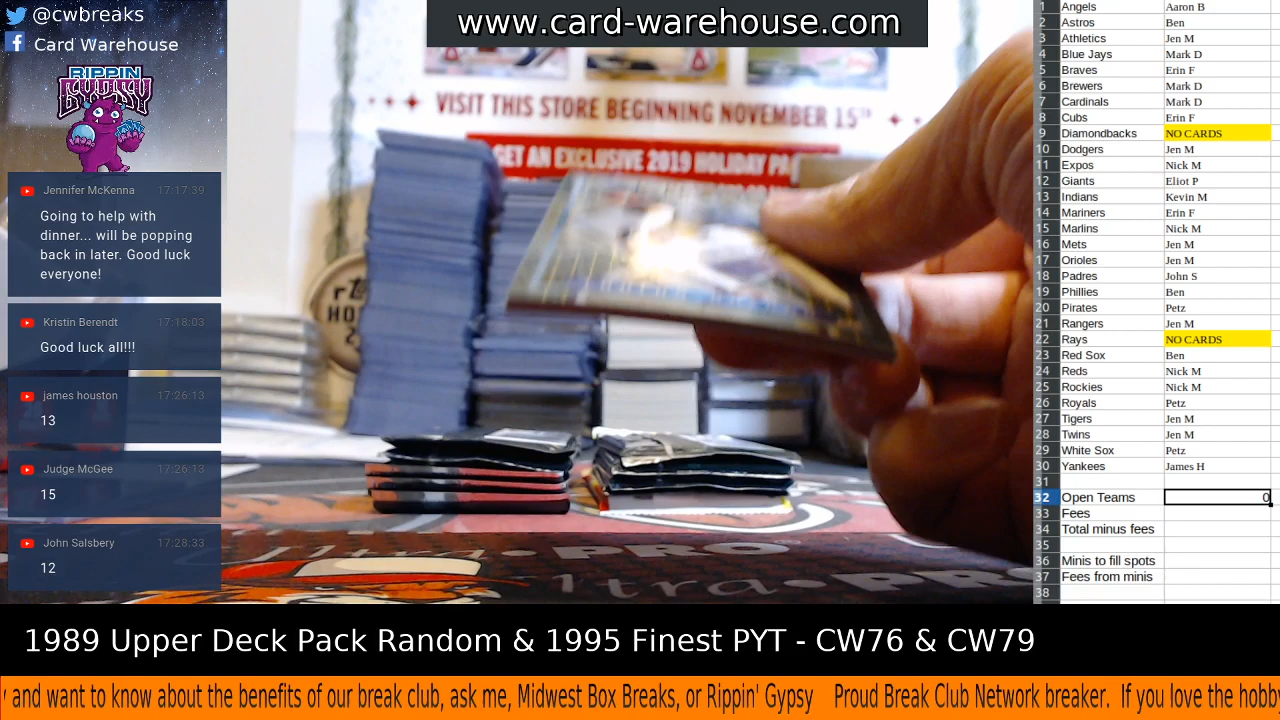 @cwbreaks
Card Warehouse
RIPPIN
GYPSY
Jennifer McKenna 17:17:39
Going to help with
dinner... will be popping
back in later. Good luck
everyone!
Kristin Berendt 17:18:03
Good luck all!!!
james houston 17:26:13
13
Judge McGee 17:26:13
15
John Salsbery 17:28:33
12
www.card-warehouse.com
VISIT THIS STORE BEGINNING NOVEMBER 15th
GET AN EXCLUSIVE 2019 HOLIDAY
PRO
Ultra PRO
1 Angels Aaron B
2 Astros Ben
3 Athletics Jen M
4 Blue Jays Mark D
5 Braves Erin F
6 Brewers Mark D
7 Cardinals Mark D
8 Cubs Erin F
9 Diamondbacks NO CARDS
10 Dodgers Jen M
11 Expos Nick M
12 Giants Eliot P
13 Indians Kevin M
14 Mariners Erin F
15 Marlins Nick M
16 Mets Jen M
17 Orioles Jen M
18 Padres John S
19 Phillies Ben
20 Pirates Petz
21 Rangers Jen M
22 Rays NO CARDS
23 Red Sox Ben
24 Reds Nick M
25 Rockies Nick M
26 Royals Petz
27 Tigers Jen M
28 Twins Jen M
29 White Sox Petz
30 Yankees James H
31
32 Open Teams 0
33 Fees
34 Total minus fees
35
36 Minis to fill spots
37 Fees from minis
38
1989 Upper Deck Pack Random & 1995 Finest PYT - CW76 & CW79
and want to know about the benefits of our break club, ask me, Midwest Box Breaks, or Rippin' Gypsy Proud Break Club Network breaker. If you love the hobby